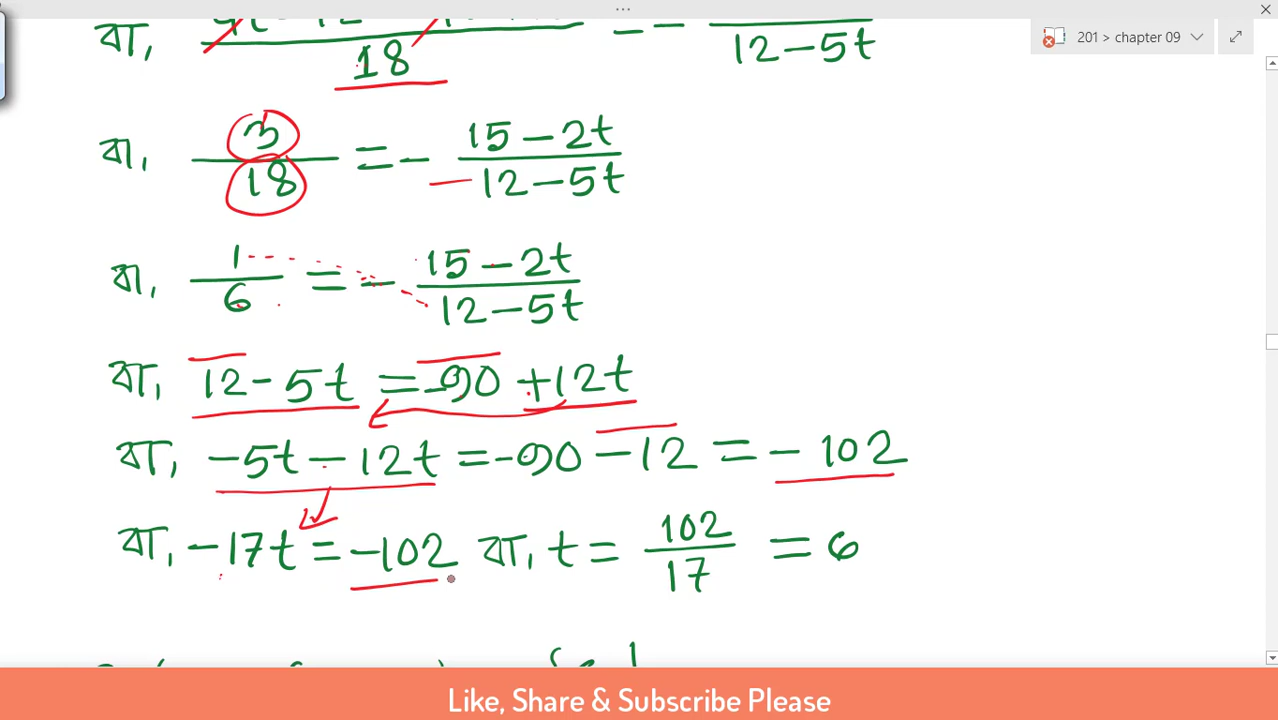 201 > chapter 09
বা, 18 12-5t
বা, 3/18 = - 15-2t/12-5t
বা, 1/6 = - 15-2t/12-5t
বা, 12-5t = -90 +12t
বা, -5t -12t = -90 -12 = -102
বা, -17t = -102 বা, t = 102/17 = 6
Like, Share & Subscribe Please